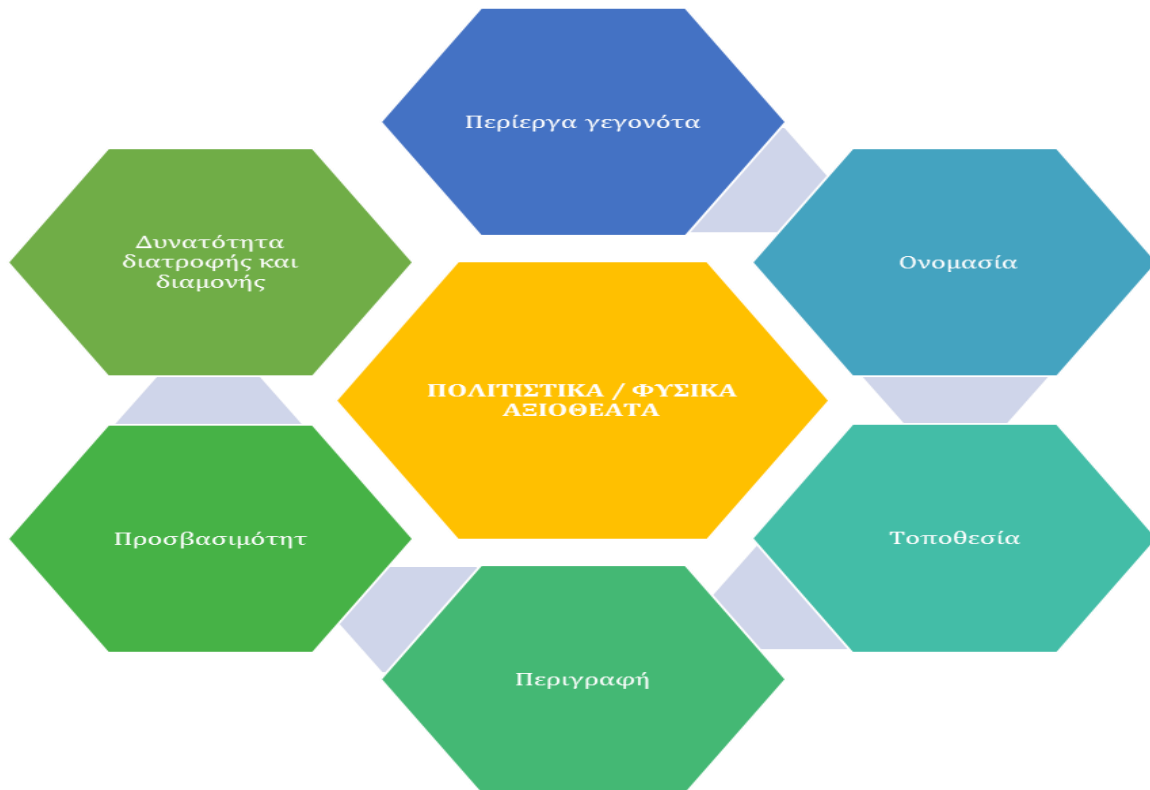 Περίεργα γεγονότα
Ονομασία
Τοποθεσία
Περιγραφή
Προσβασιμότητ
Δυνατότητα
διατροφής και
διαμονής
ΠΟΛΙΤΙΣΤΙΚΑ / ΦΥΣΙΚΑ
ΑΞΙΟΘΕΑΤΑ